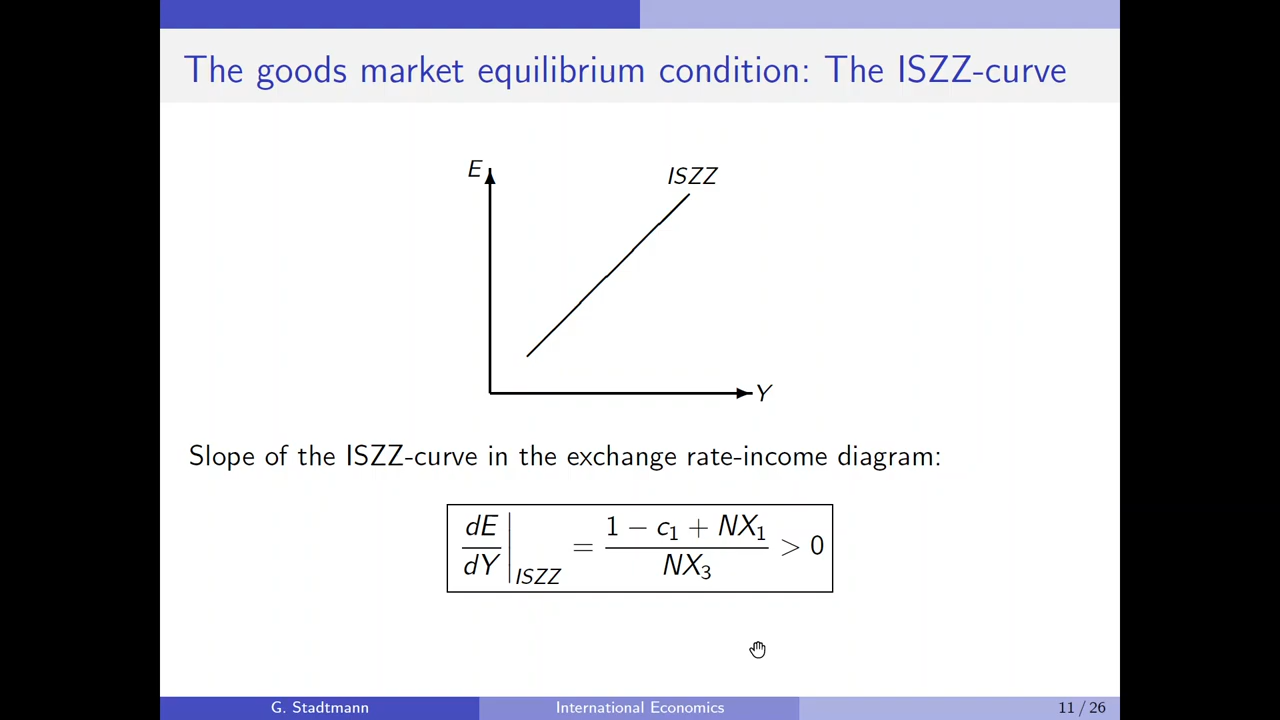 The goods market equilibrium condition: The ISZZ-curve
E
ISZZ
Y
Slope of the ISZZ-curve in the exchange rate-income diagram:
dE/dY |ISZZ = (1 − c₁ + NX₁)/NX₃ > 0
G. Stadtmann International Economics 11 / 26